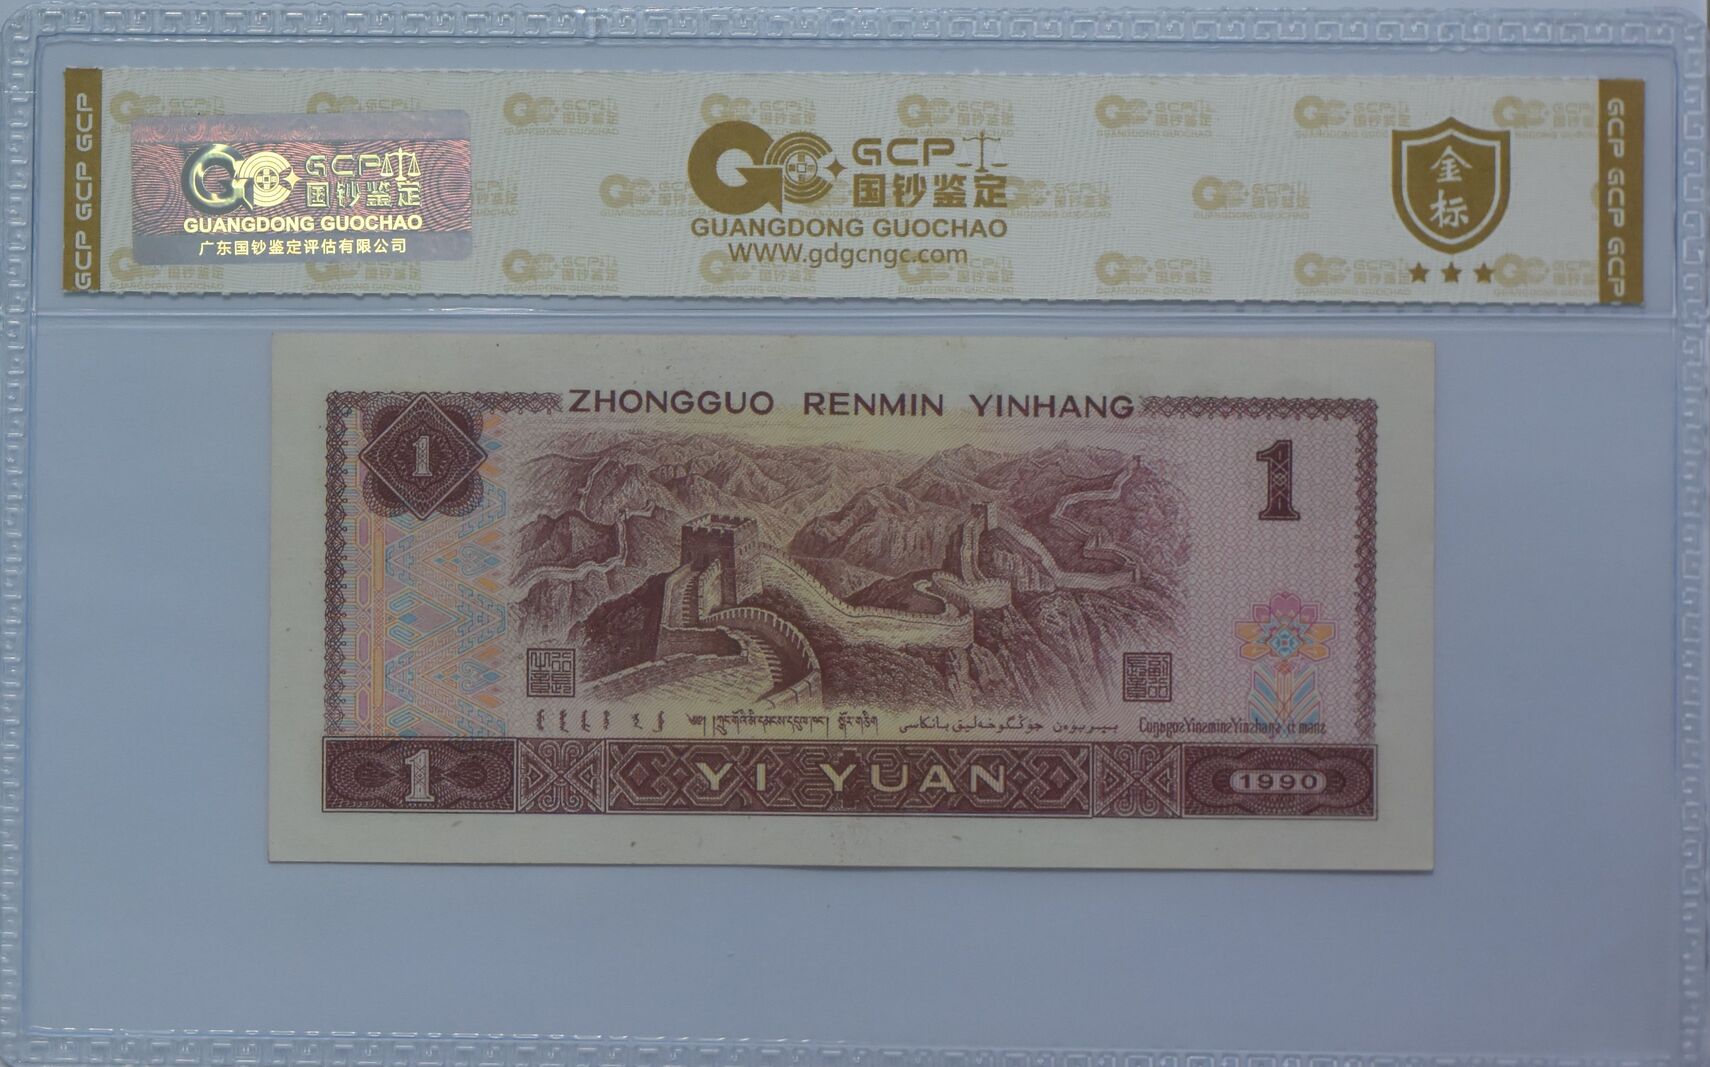 GCP GCP GCP
GCP
国钞鉴定
GUANGDONG GUOCHAO
广东国钞鉴定评估有限公司
GCP
国钞鉴定
GUANGDONG GUOCHAO
WWW.gdgcngc.com
金标
GCP GCP GCP
ZHONGGUO RENMIN YINHANG
1
1
1
YI YUAN
1990